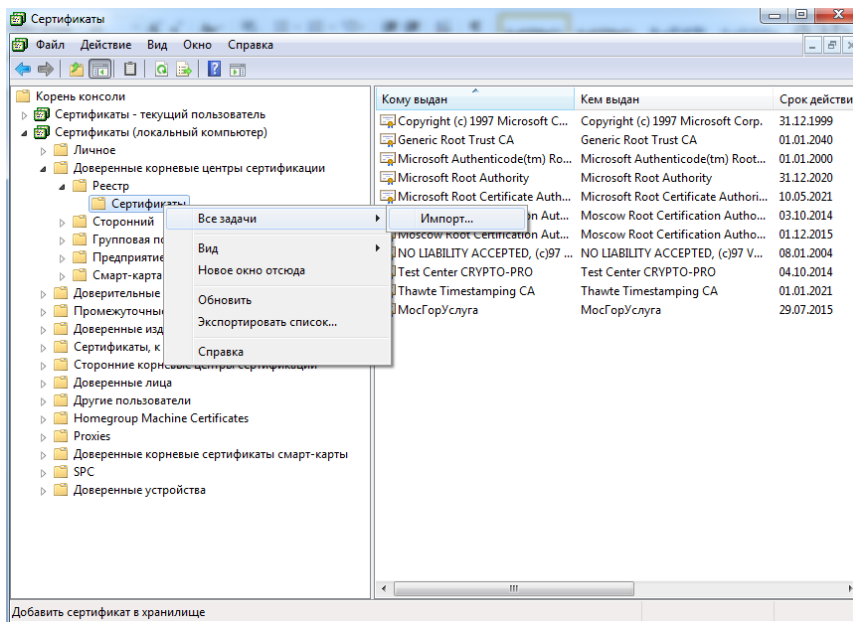 Сертификаты
Файл Действие Вид Окно Справка
Корень консоли
Сертификаты - текущий пользователь
Сертификаты (локальный компьютер)
Личное
Доверенные корневые центры сертификации
Реестр
Сертификаты
Сторонний
Групповая по
Предприятие
Смарт-карта
Доверительные
Промежуточны
Доверенные изд
Сертификаты, к
Сторонние корневые центры сертификации
Доверенные лица
Другие пользователи
Homegroup Machine Certificates
Proxies
Доверенные корневые сертификаты смарт-карты
SPC
Доверенные устройства
Все задачи
Импорт...
Вид
Новое окно отсюда
Обновить
Экспортировать список...
Справка
Кому выдан Кем выдан Срок действи
Copyright (c) 1997 Microsoft C... Copyright (c) 1997 Microsoft Corp. 31.12.1999
Generic Root Trust CA Generic Root Trust CA 01.01.2040
Microsoft Authenticode(tm) Ro... Microsoft Authenticode(tm) Root... 01.01.2000
Microsoft Root Authority Microsoft Root Authority 31.12.2020
Microsoft Root Certificate Auth... Microsoft Root Certificate Authori... 10.05.2021
on Aut... Moscow Root Certification Autho... 03.10.2014
Moscow Root Certification Aut... Moscow Root Certification Autho... 01.12.2015
NO LIABILITY ACCEPTED, (c)97 ... NO LIABILITY ACCEPTED, (c)97 V... 08.01.2004
Test Center CRYPTO-PRO Test Center CRYPTO-PRO 04.10.2014
Thawte Timestamping CA Thawte Timestamping CA 01.01.2021
МосГорУслуга МосГорУслуга 29.07.2015
Добавить сертификат в хранилище